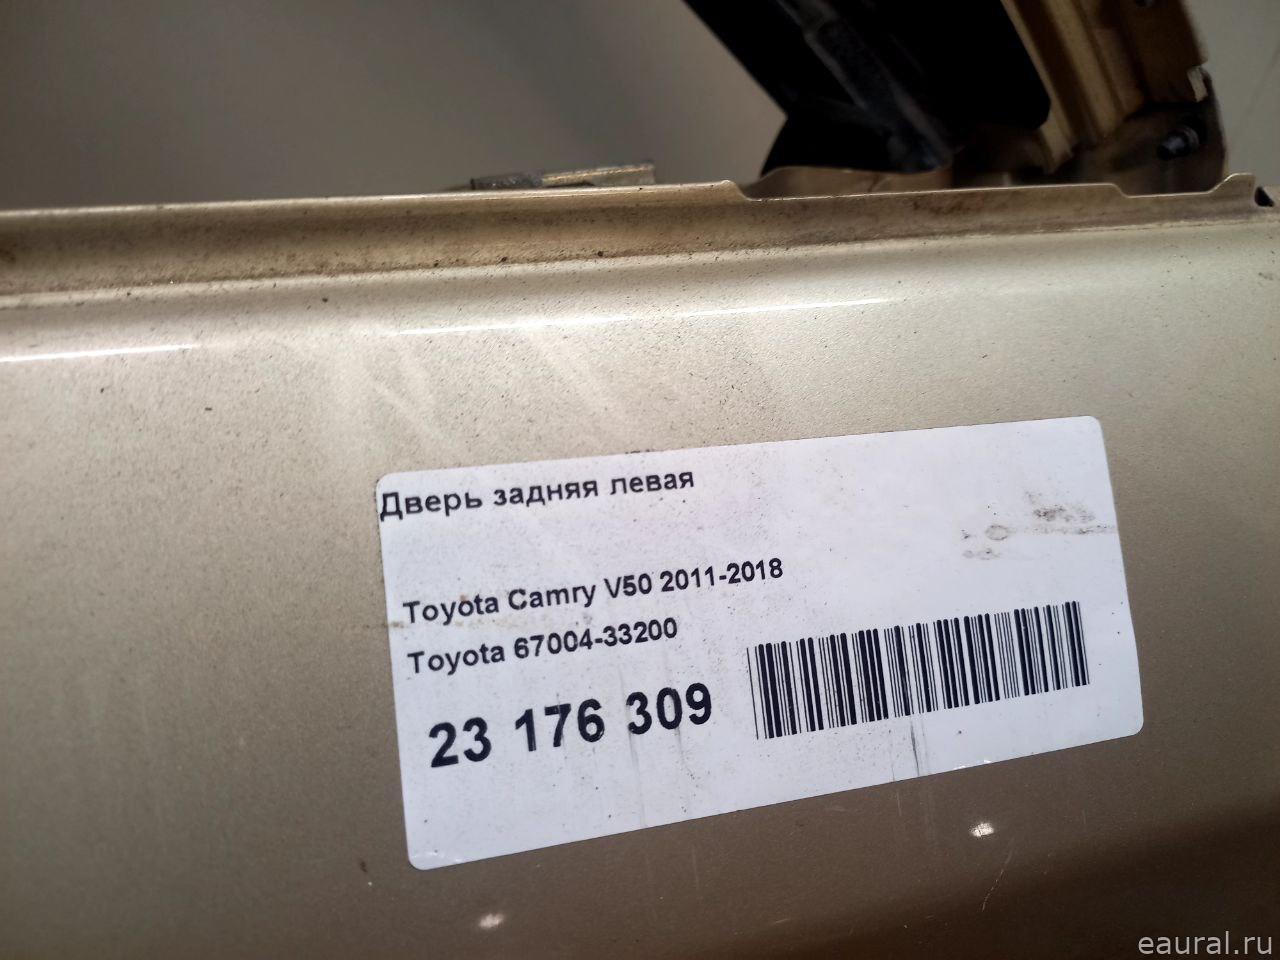 Дверь задняя левая
Toyota Camry V50 2011-2018
Toyota 67004-33200
23 176 309
eaural.ru